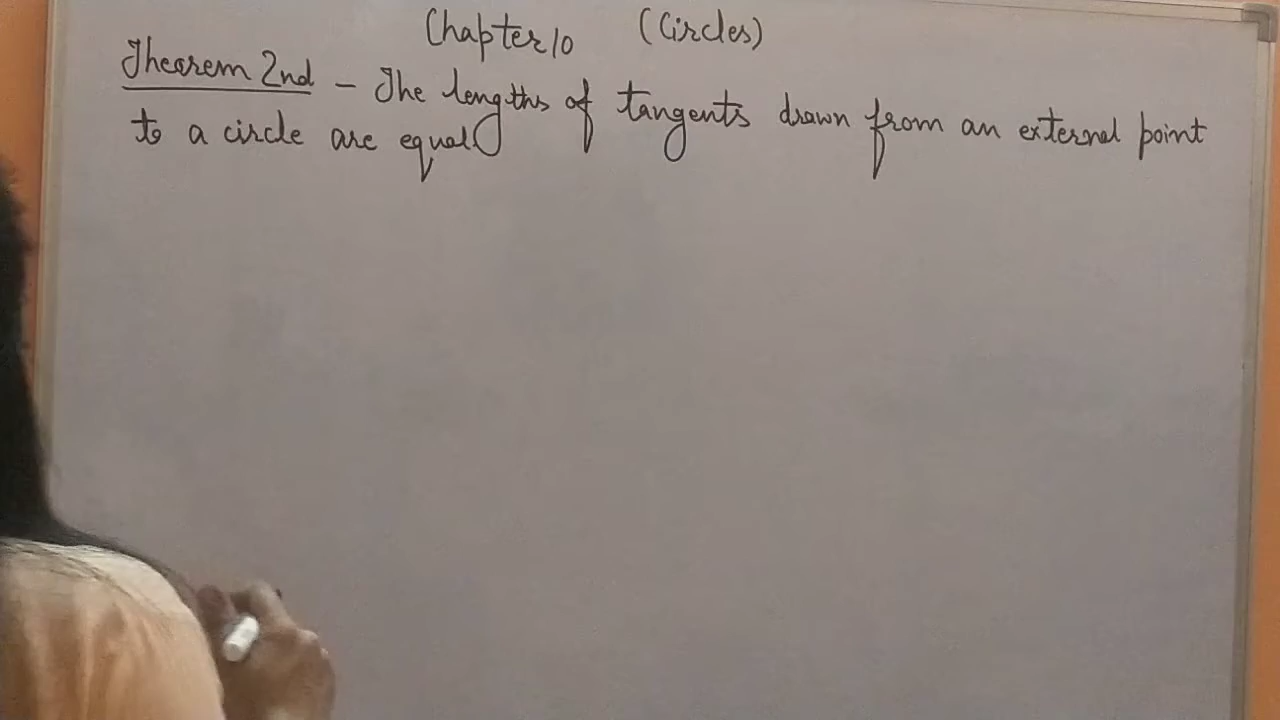 Chapter 10 (Circles)
Theorem 2nd - The lengths of tangents drawn from an external point
to a circle are equal